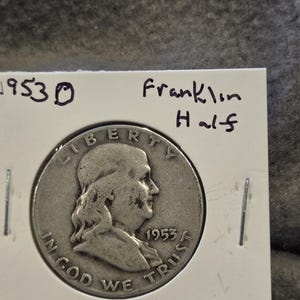 1953 D Franklin
Half
LIBERTY
1953
IN GOD WE TRUST